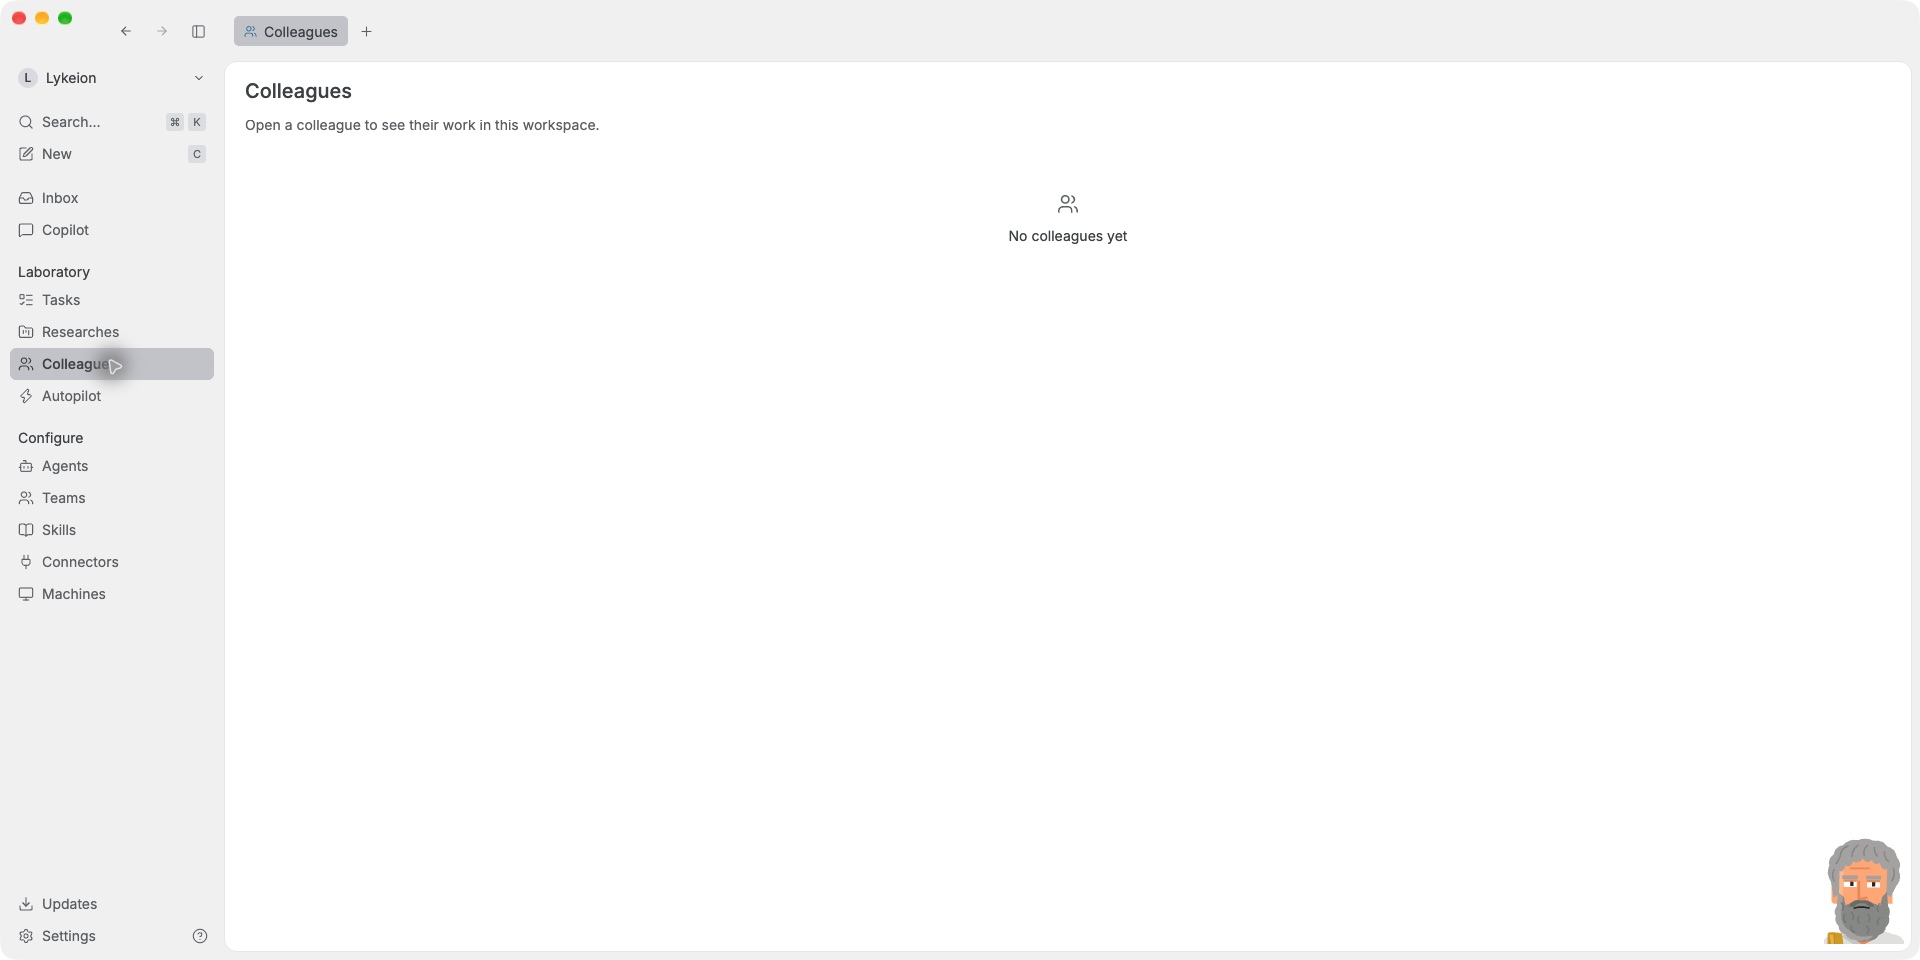 Colleagues
L Lykeion
Search... ⌘ K
New C
Inbox
Copilot
Laboratory
Tasks
Researches
Autopilot
Configure
Agents
Teams
Skills
Connectors
Machines
Updates
Settings
Colleagues
Open a colleague to see their work in this workspace.
No colleagues yet